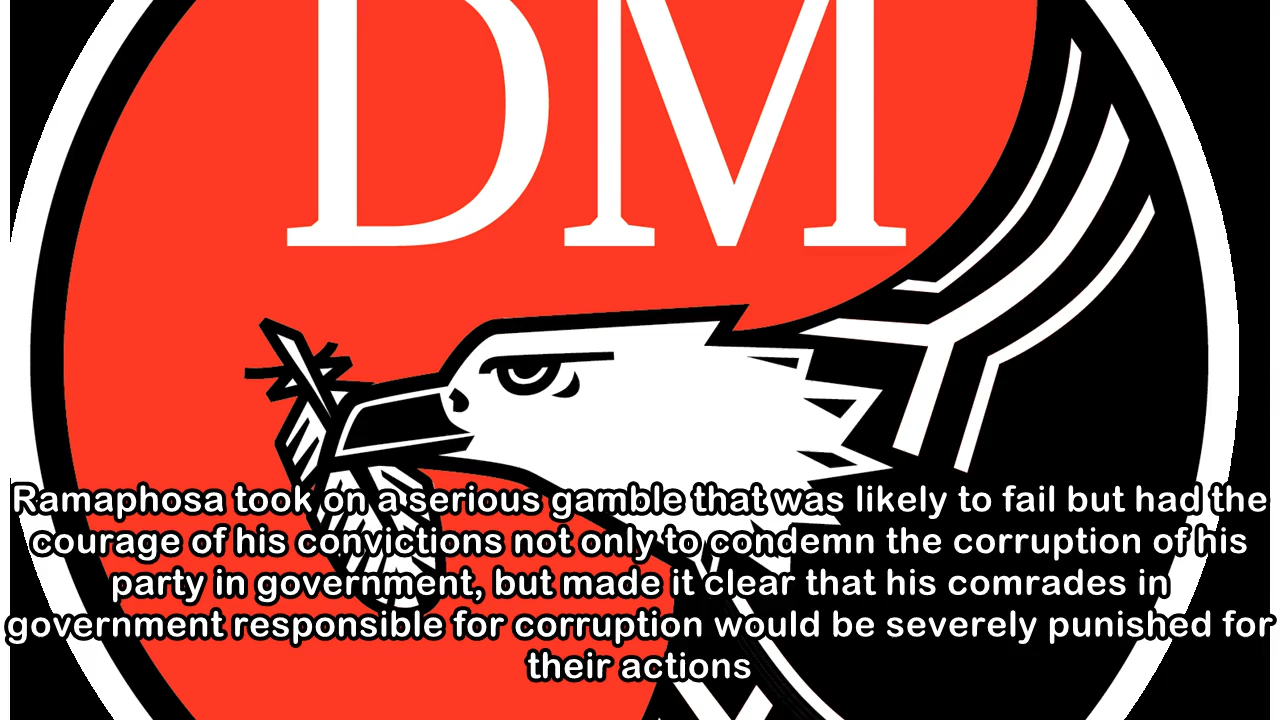 DM
Ramaphosa took on a serious gamble that was likely to fail but had the
courage of his convictions not only to condemn the corruption of his
party in government, but made it clear that his comrades in
government responsible for corruption would be severely punished for
their actions